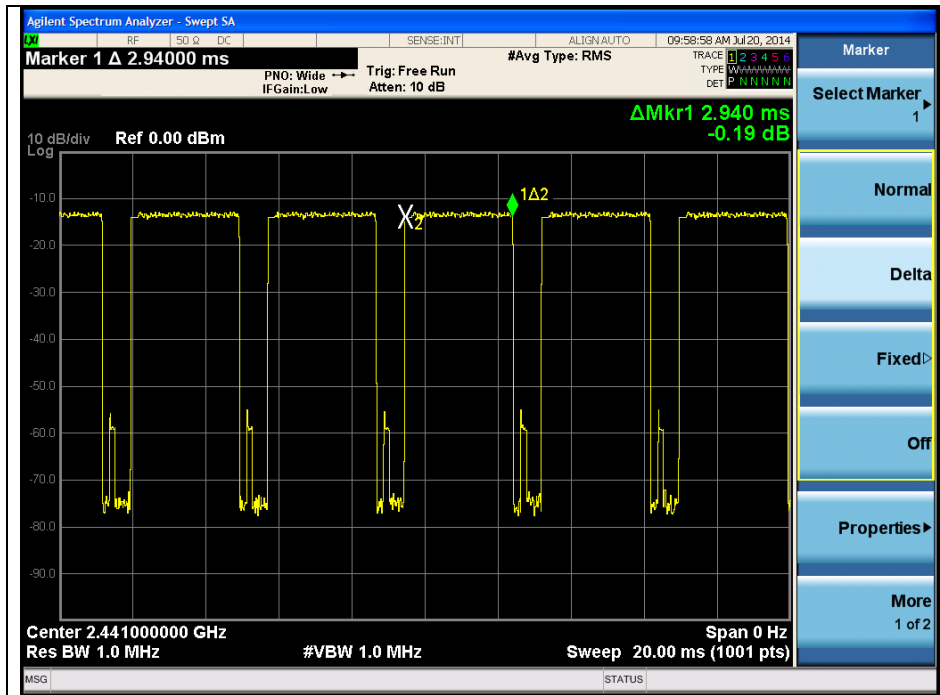 Agilent Spectrum Analyzer - Swept SA
LXI RF 50 Ω DC SENSE:INT ALIGN AUTO 09:58:58 AM Jul 20, 2014
Marker 1 Δ 2.94000 ms
PNO: Wide
IFGain:Low
Trig: Free Run
Atten: 10 dB
#Avg Type: RMS
TRACE 1 2 3 4 5 6
TYPE WWWWWW
DET P N N N N N
ΔMkr1 2.940 ms
-0.19 dB
10 dB/div Ref 0.00 dBm
Log
-10.0
-20.0
-30.0
-40.0
-50.0
-60.0
-70.0
-80.0
-90.0
1Δ2
X2
Center 2.441000000 GHz Span 0 Hz
Res BW 1.0 MHz #VBW 1.0 MHz Sweep 20.00 ms (1001 pts)
MSG STATUS
Marker
Select Marker
1
Normal
Delta
Fixed
Off
Properties
More
1 of 2